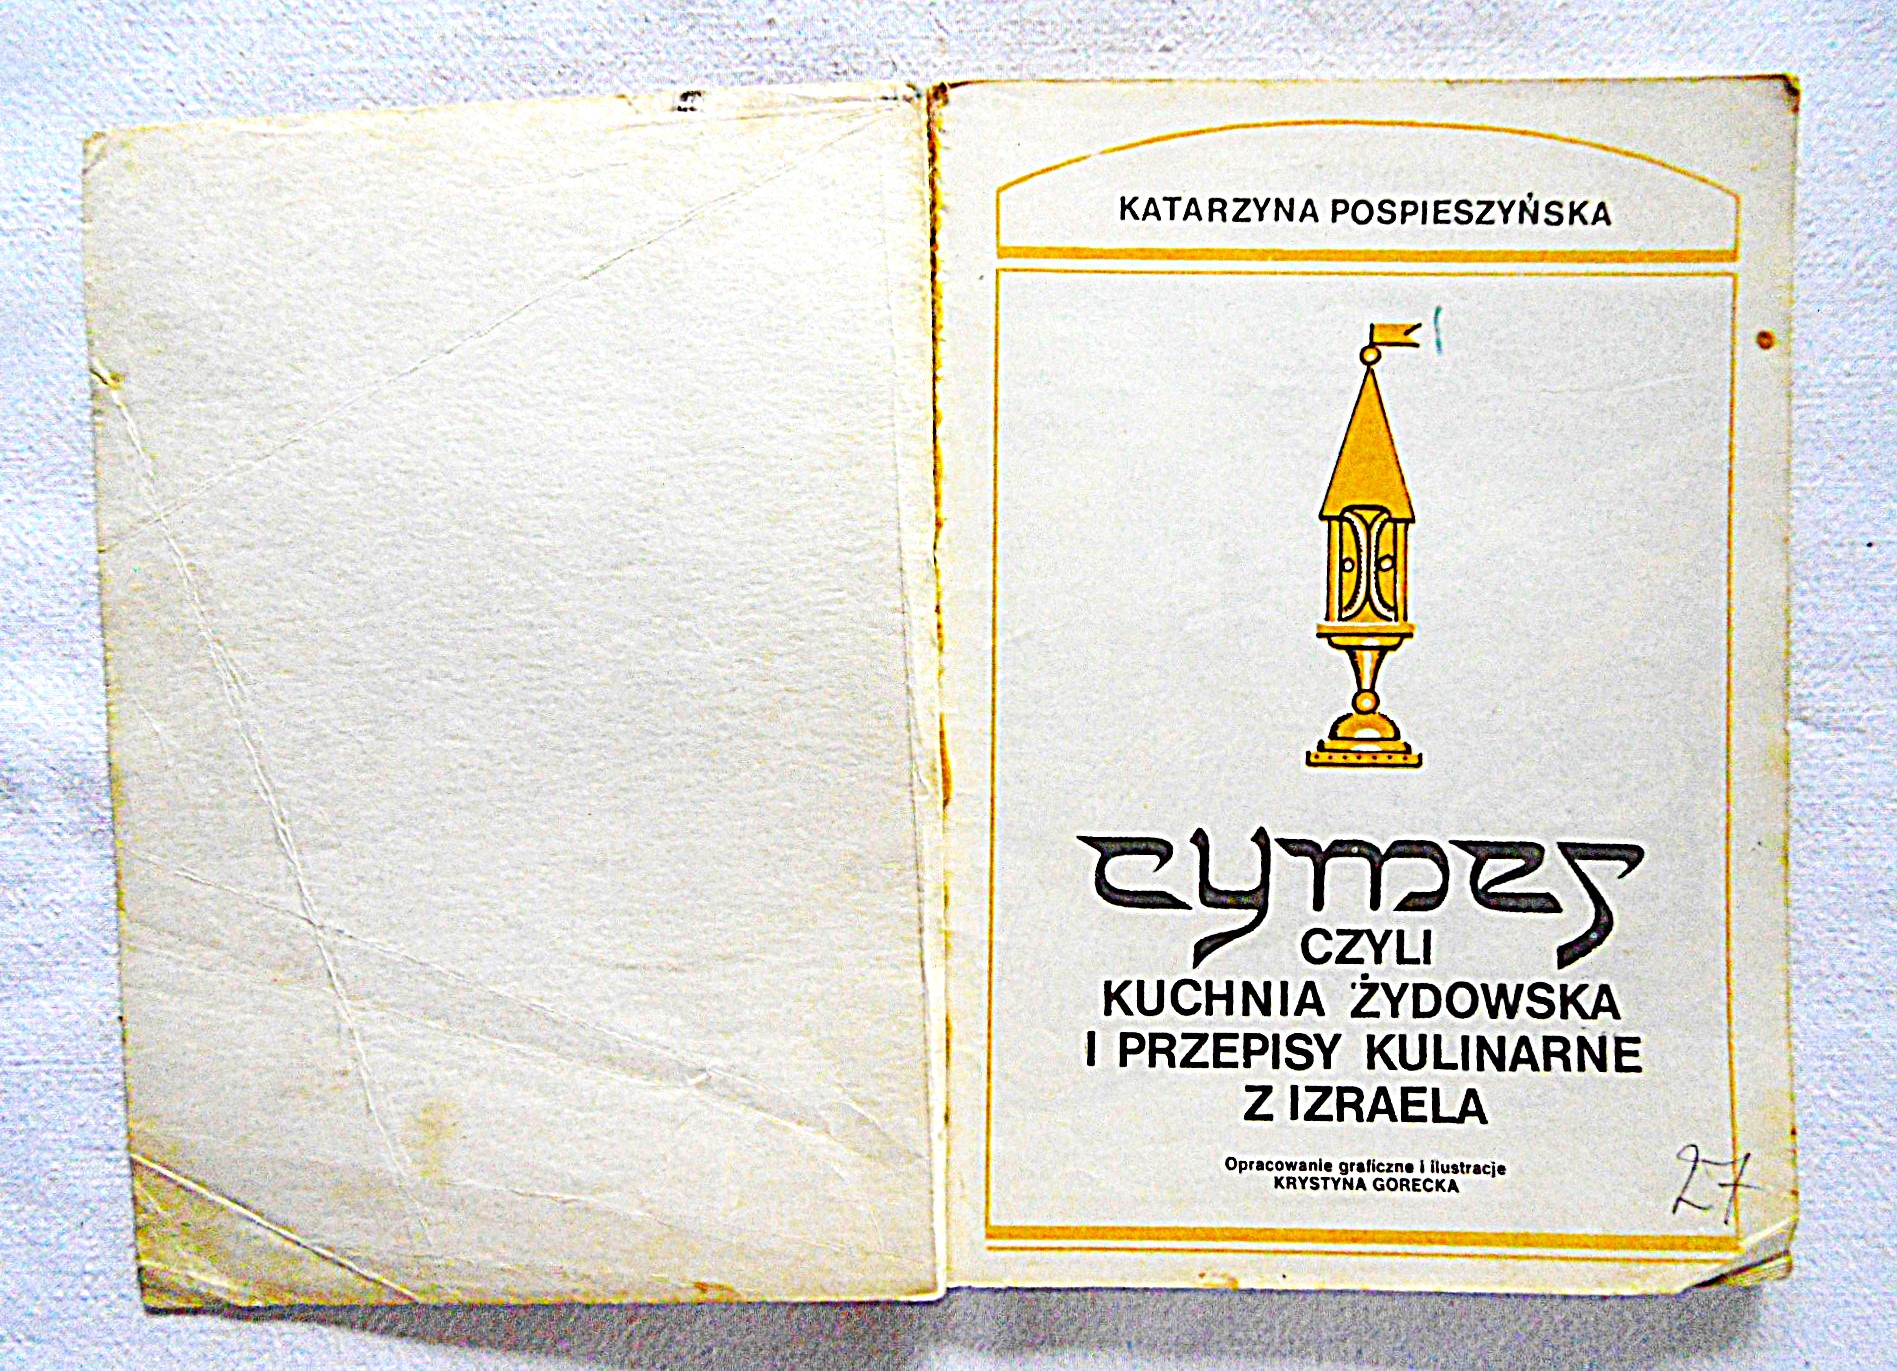 KATARZYNA POSPIESZYŃSKA
cymes
CZYLI
KUCHNIA ŻYDOWSKA
I PRZEPISY KULINARNE
Z IZRAELA
Opracowanie graficzne i ilustracje
KRYSTYNA GORECKA
27